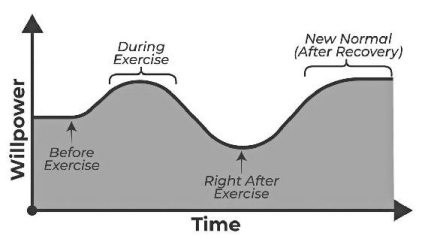 During
Exercise
New Normal
(After Recovery)
Willpower
Before
Exercise
Right After
Exercise
Time